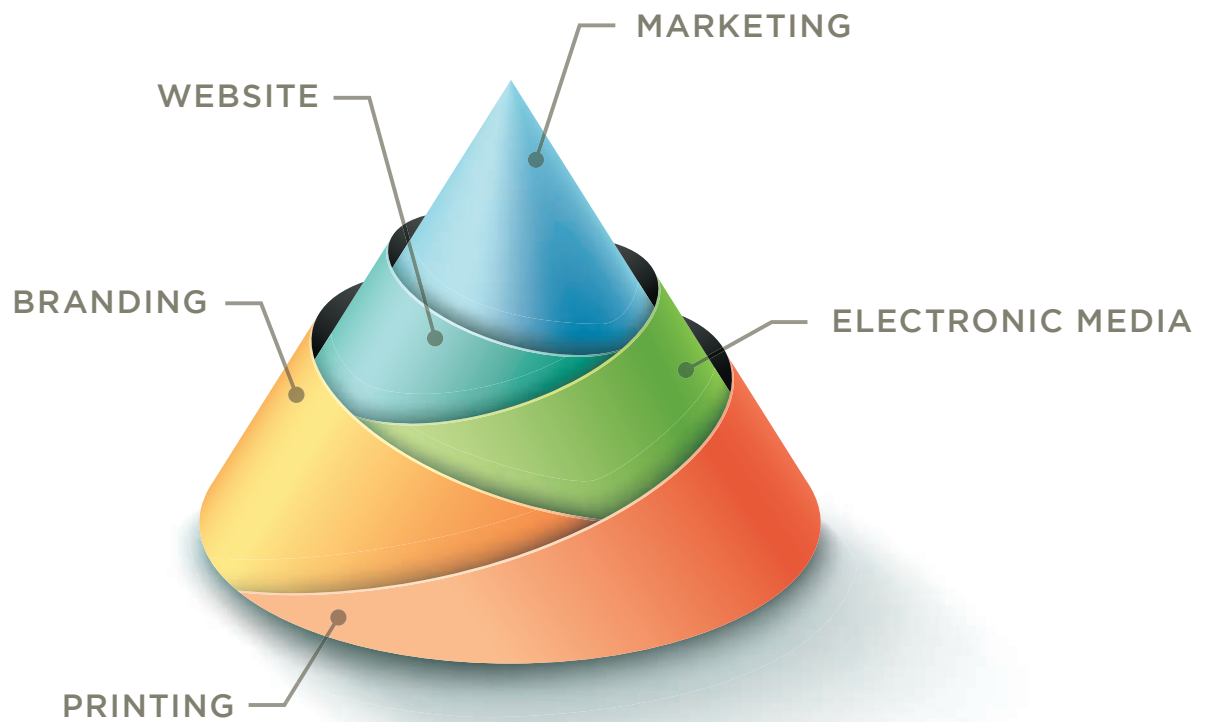 MARKETING
WEBSITE
BRANDING
ELECTRONIC MEDIA
PRINTING